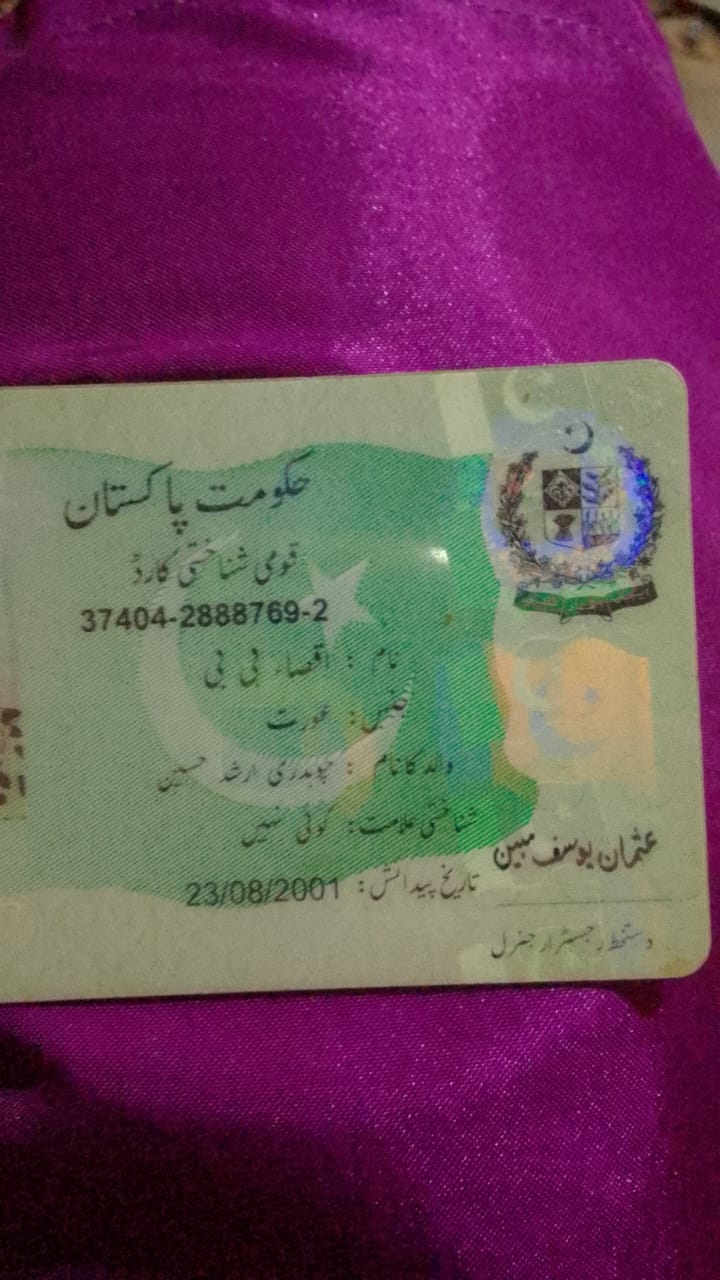 حکومت پاکستان
قومی شناختی کارڈ
37404-2888769-2
نام : اقصاء بی بی
جنس: عورت
والد کا نام : چوہدری ارشد حسین
شناختی علامت: کوئی نہیں
تاریخ پیدائش: 23/08/2001
عثمان یوسف مبین
دستخط رجسٹرار جنرل